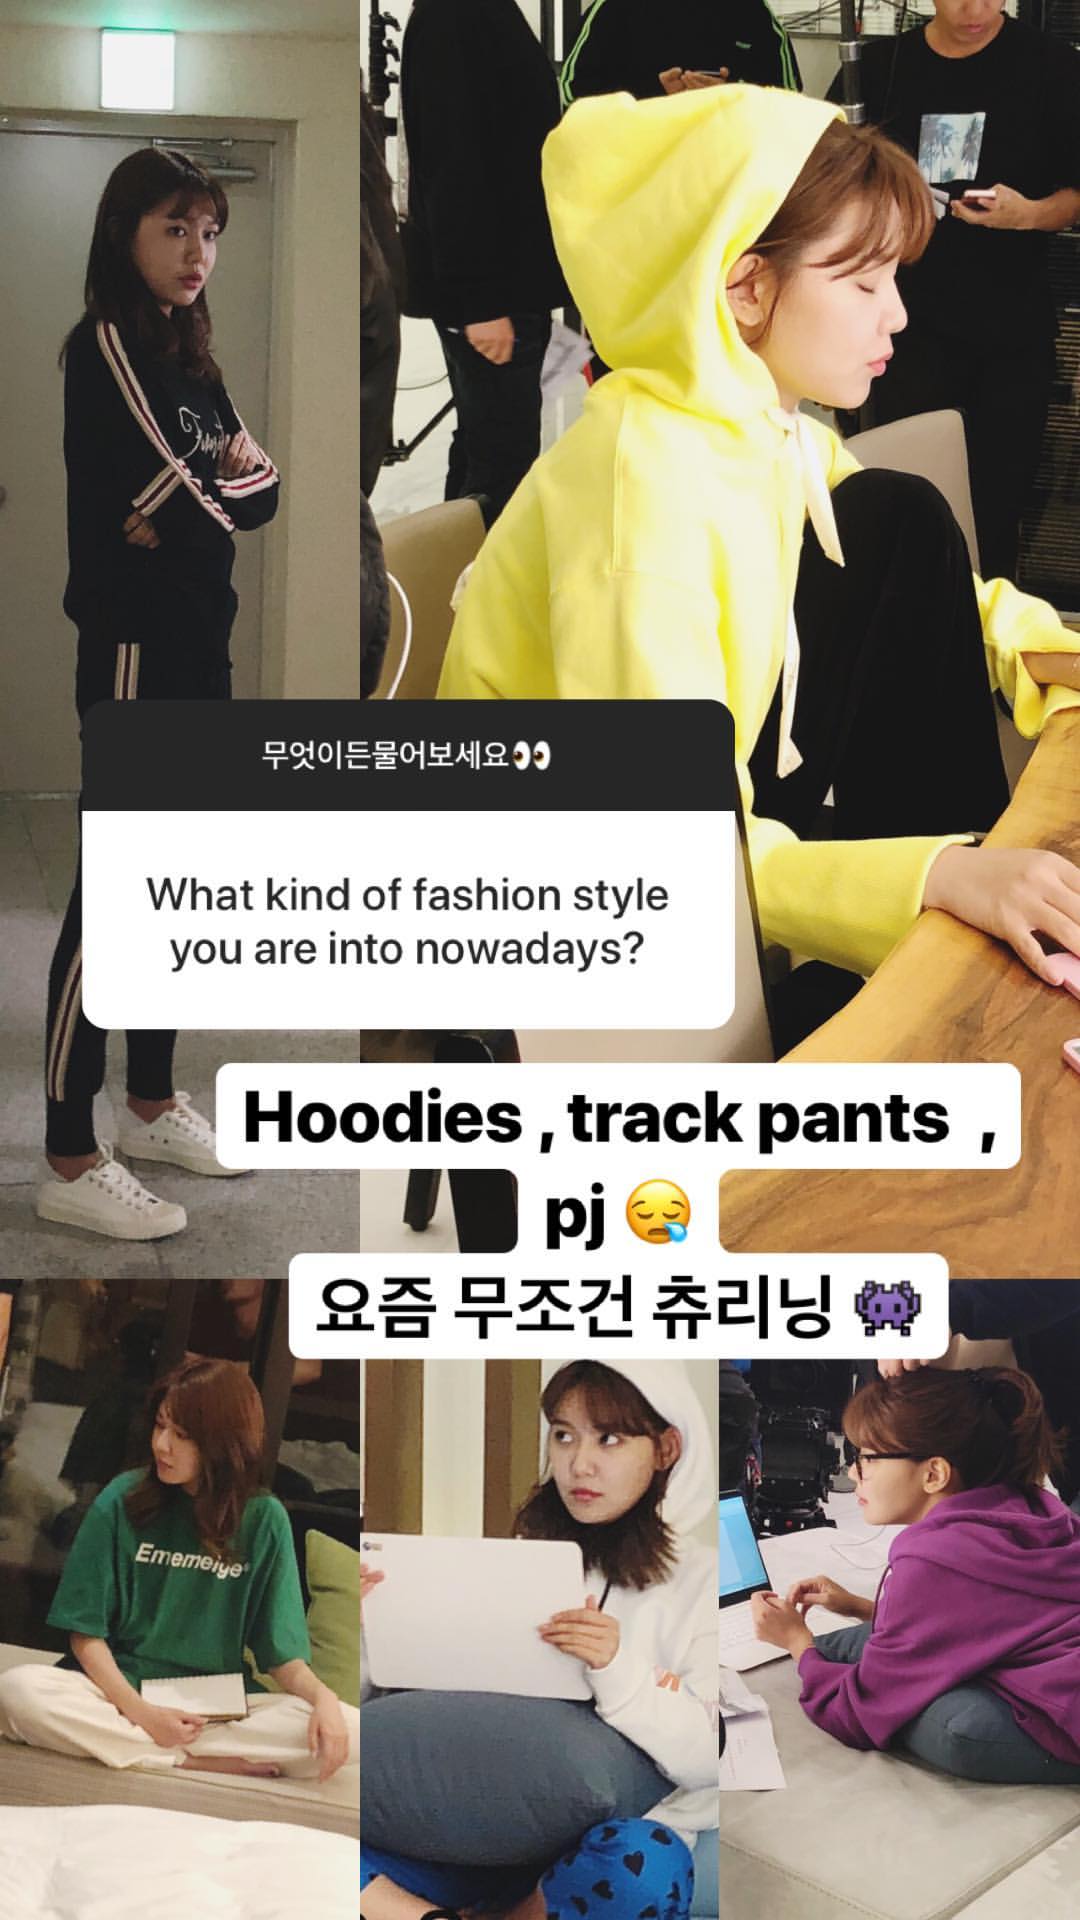 무엇이든물어보세요👀
What kind of fashion style
you are into nowadays?
Hoodies , track pants ,
pj 😪
요즘 무조건 츄리닝 👾
Ememeiye